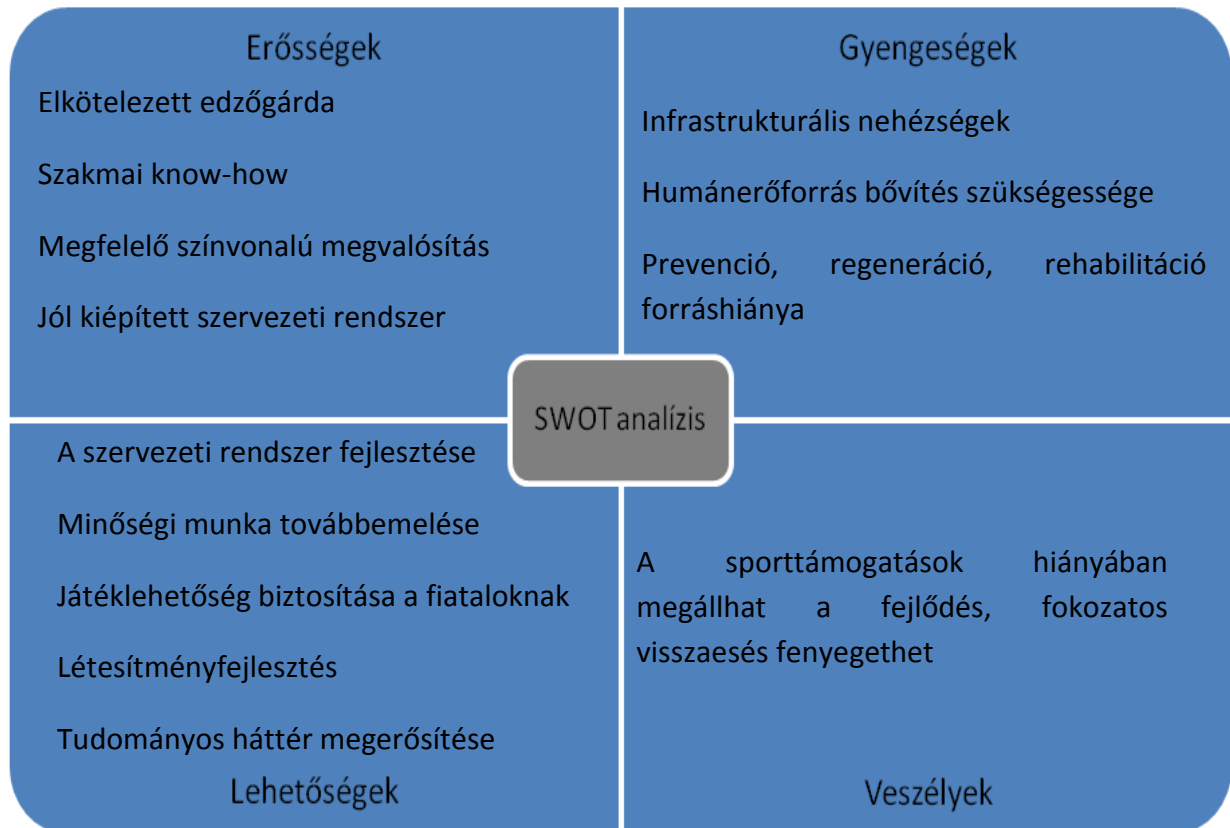 Erősségek
Elkötelezett edzőgárda
Szakmai know-how
Megfelelő színvonalú megvalósítás
Jól kiépített szervezeti rendszer
Gyengeségek
Infrastrukturális nehézségek
Humánerőforrás bővítés szükségessége
Prevenció, regeneráció, rehabilitáció
forráshiánya
SWOT analízis
A szervezeti rendszer fejlesztése
Minőségi munka továbbemelése
Játéklehetőség biztosítása a fiataloknak
Létesítményfejlesztés
Tudományos háttér megerősítése
Lehetőségek
A sporttámogatások hiányában
megállhat a fejlődés, fokozatos
visszaesés fenyegethet
Veszélyek